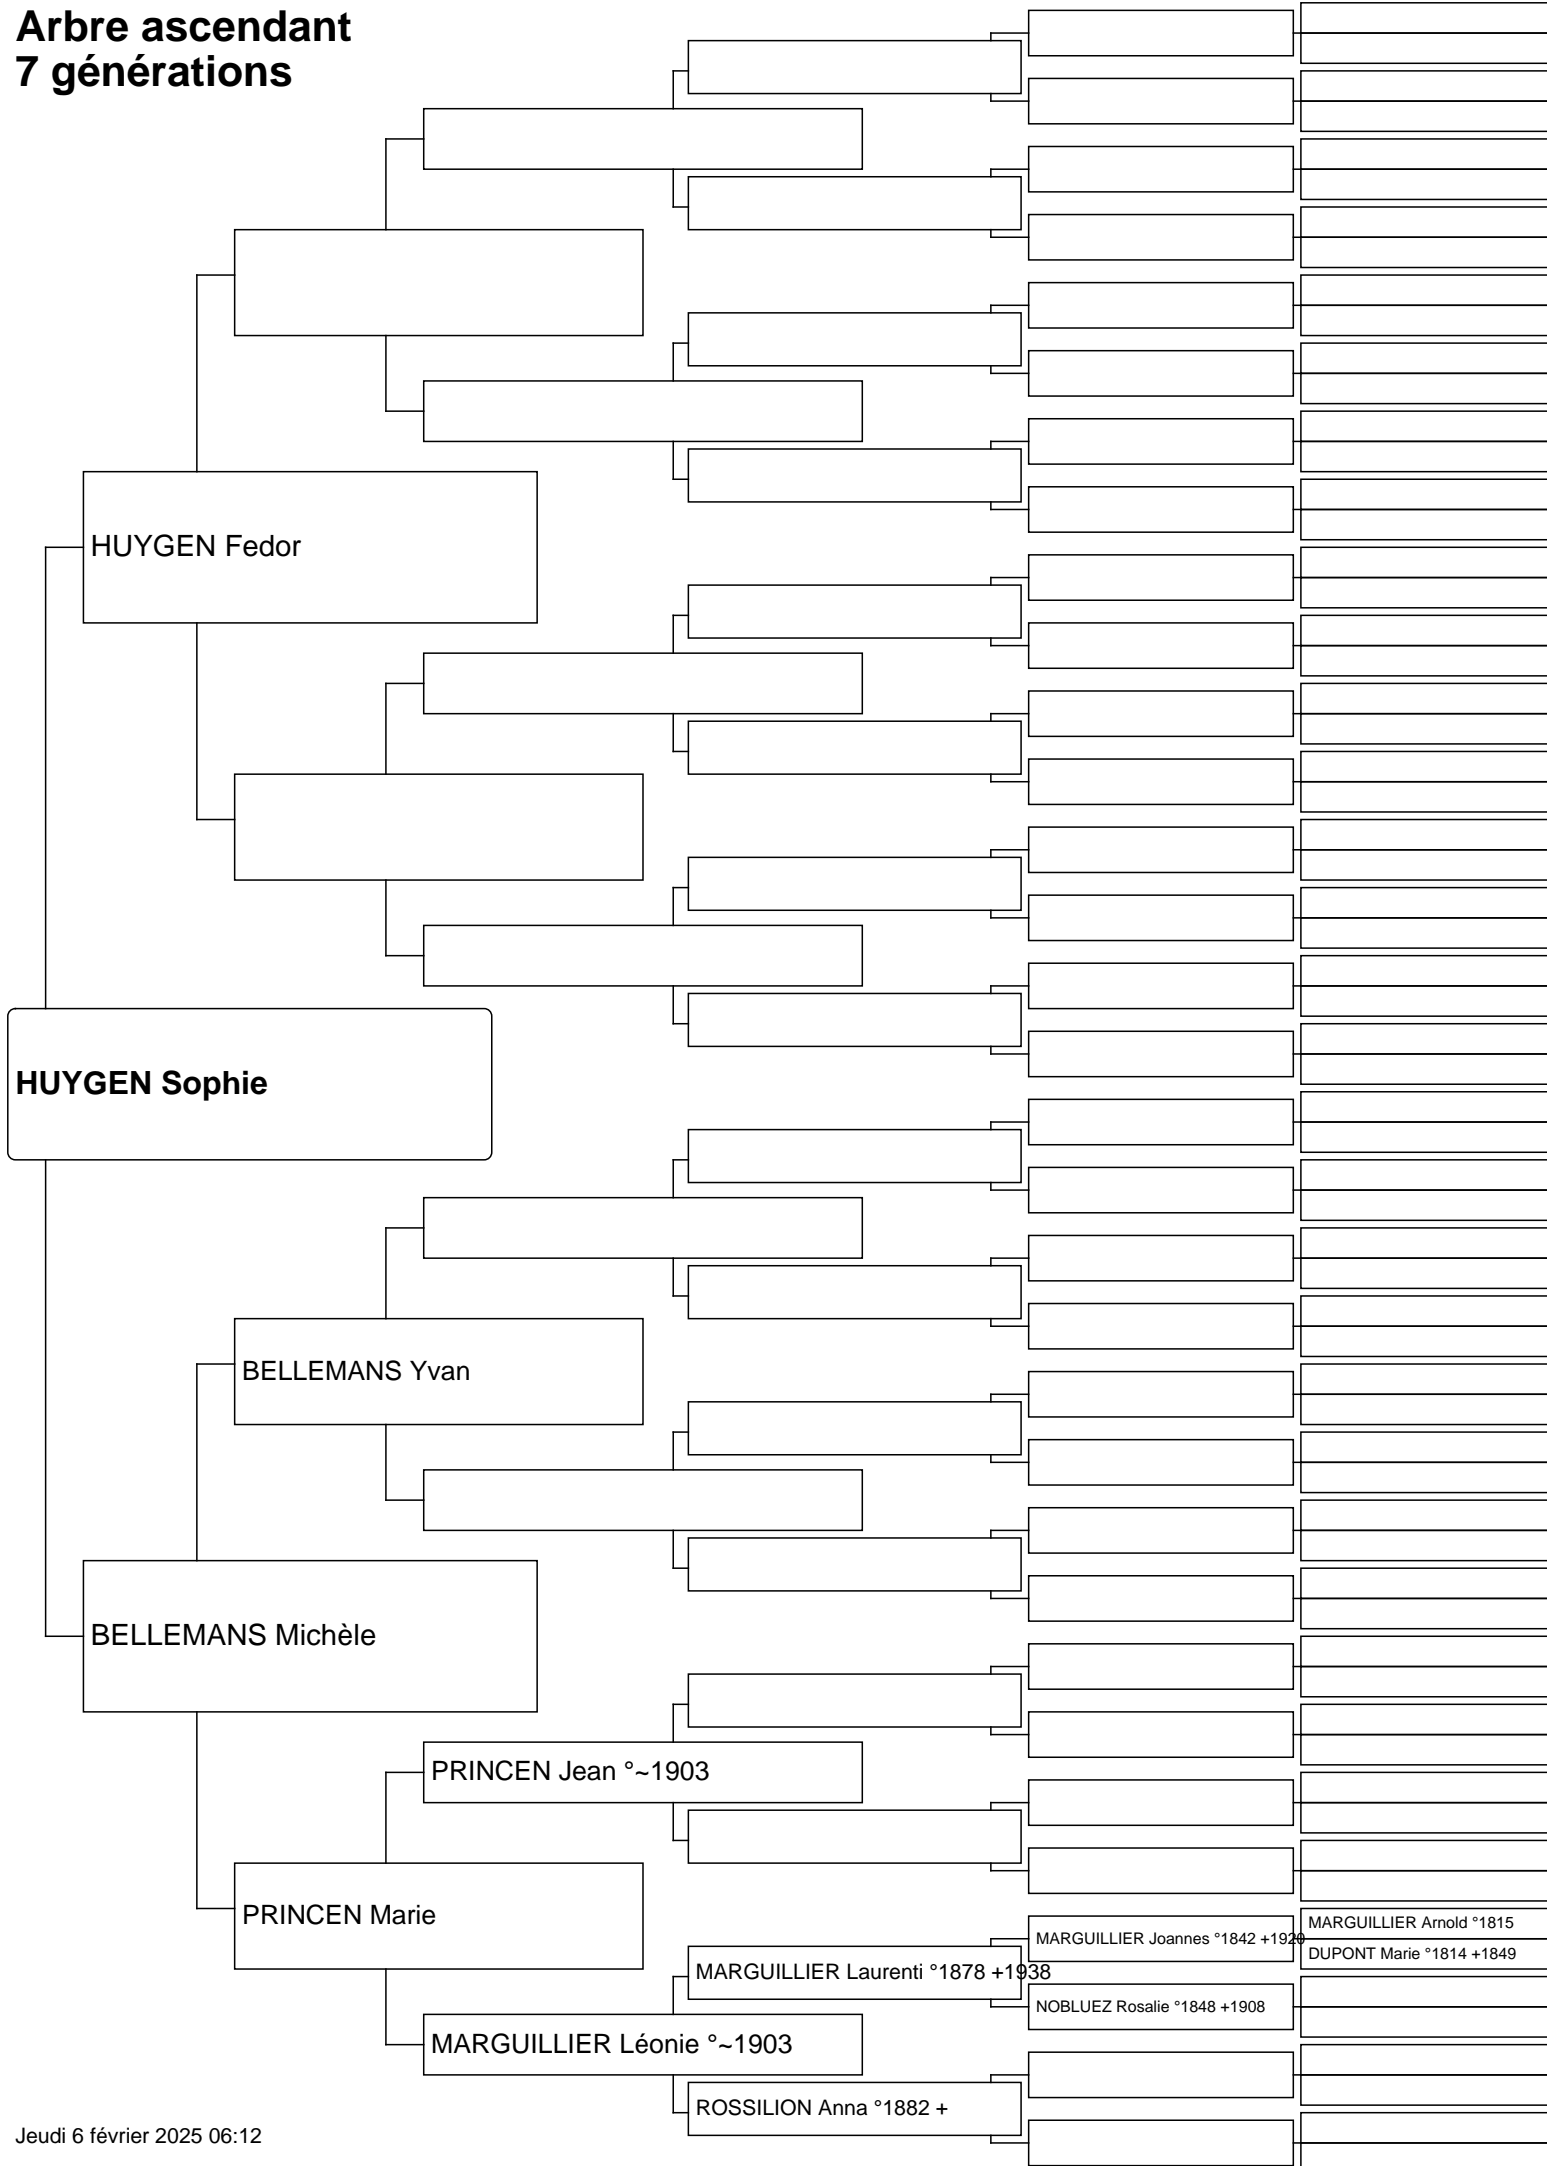 Arbre ascendant
7 générations
HUYGEN Fedor
HUYGEN Sophie
BELLEMANS Yvan
BELLEMANS Michèle
PRINCEN Jean °~1903
PRINCEN Marie
MARGUILLIER Arnold °1815
MARGUILLIER Joannes °1842 +1920
DUPONT Marie °1814 +1849
MARGUILLIER Laurenti °1878 +1938
NOBLUEZ Rosalie °1848 +1908
MARGUILLIER Léonie °~1903
ROSSILION Anna °1882 +
Jeudi 6 février 2025 06:12